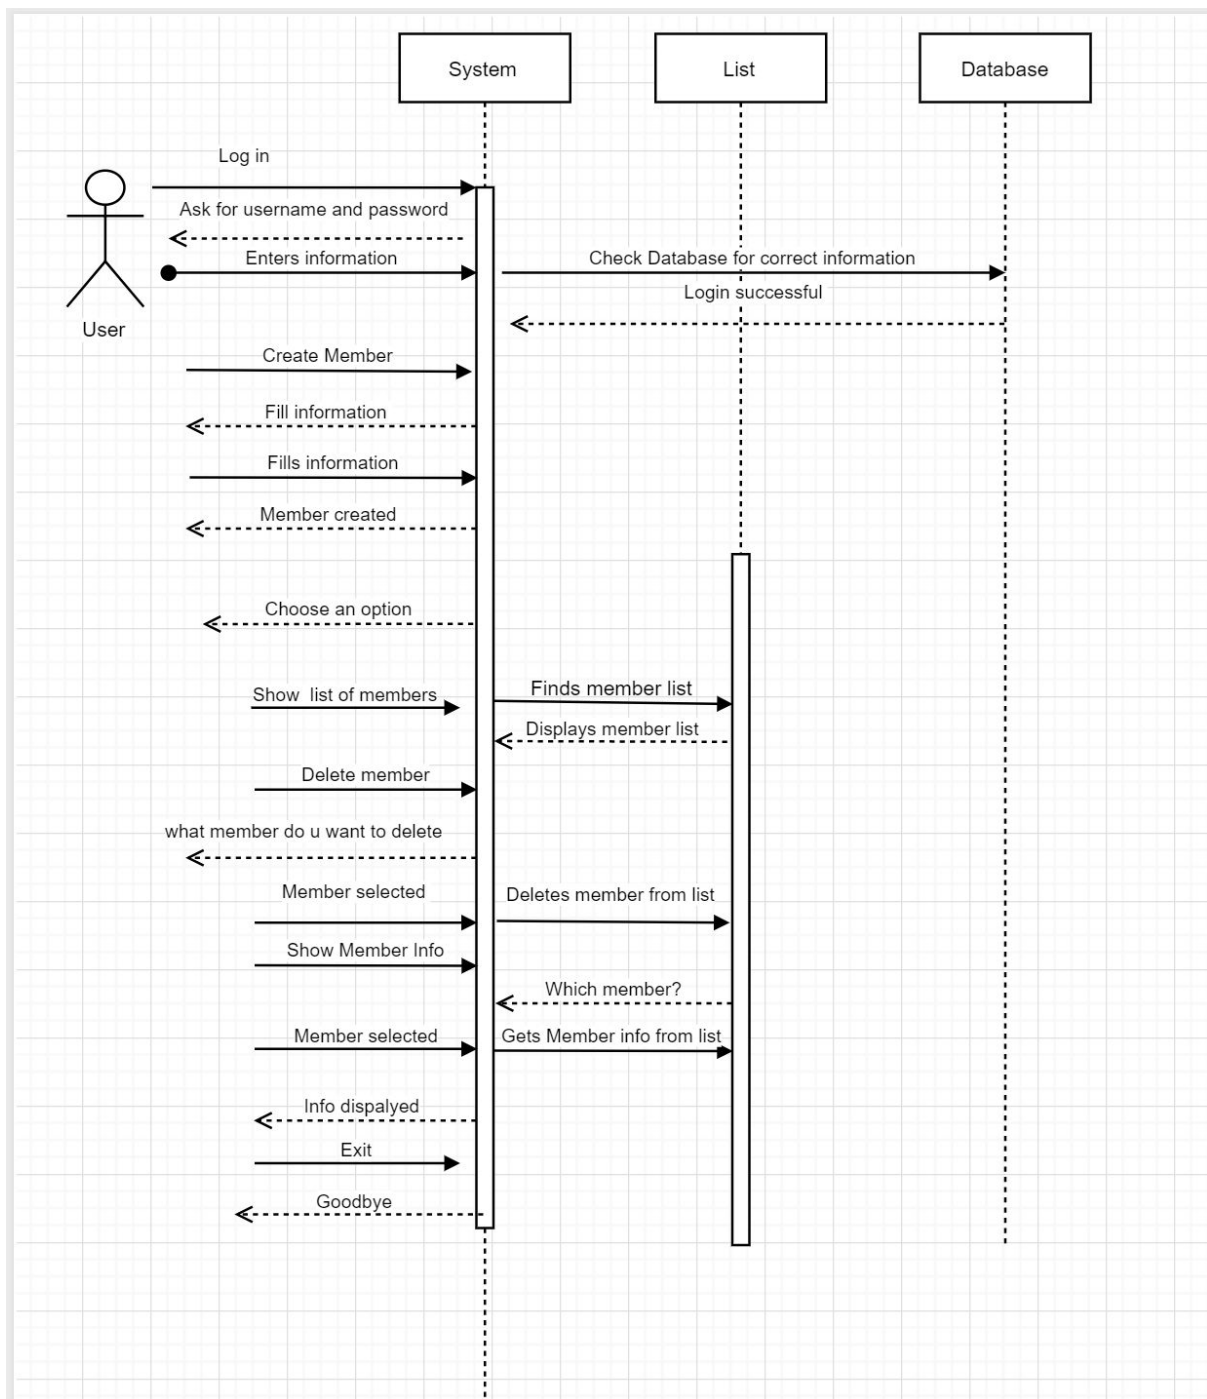 System
List
Database
Log in
Ask for username and password
Enters information
Check Database for correct information
Login successful
User
Create Member
Fill information
Fills information
Member created
Choose an option
Show list of members
Finds member list
Displays member list
Delete member
what member do u want to delete
Member selected
Deletes member from list
Show Member Info
Which member?
Member selected
Gets Member info from list
Info dispalyed
Exit
Goodbye